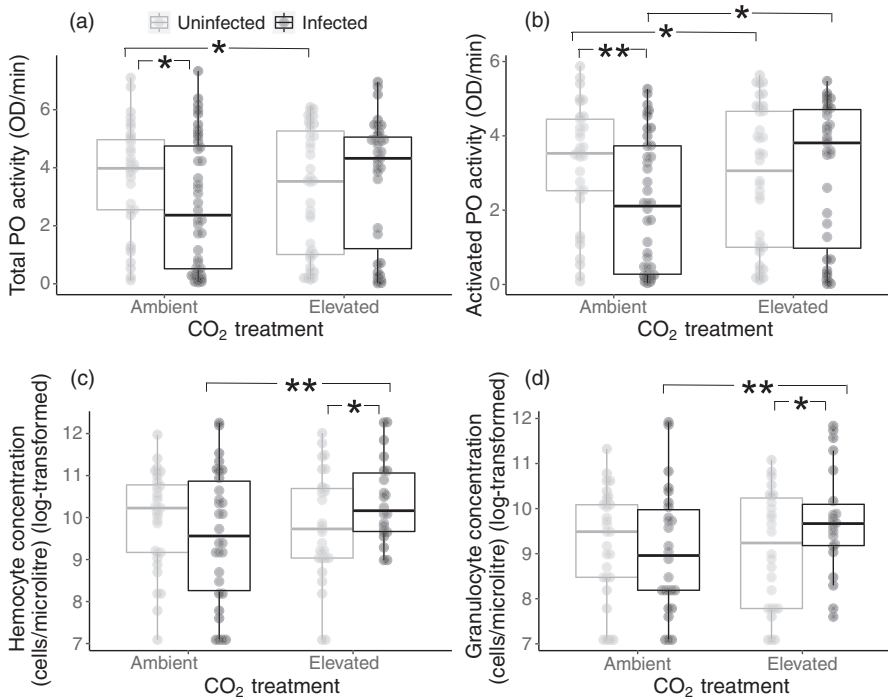 (a)
Uninfected
Infected
*
*
Total PO activity (OD/min)
6
4
2
0
Ambient
Elevated
CO₂ treatment
(b)
*
*
**
Activated PO activity (OD/min)
6
4
2
0
Ambient
Elevated
CO₂ treatment
(c)
**
*
Hemocyte concentration
(cells/microlitre) (log-transformed)
12
11
10
9
8
7
Ambient
Elevated
CO₂ treatment
(d)
**
*
Granulocyte concentration
(cells/microlitre) (log-transformed)
12
11
10
9
8
7
Ambient
Elevated
CO₂ treatment